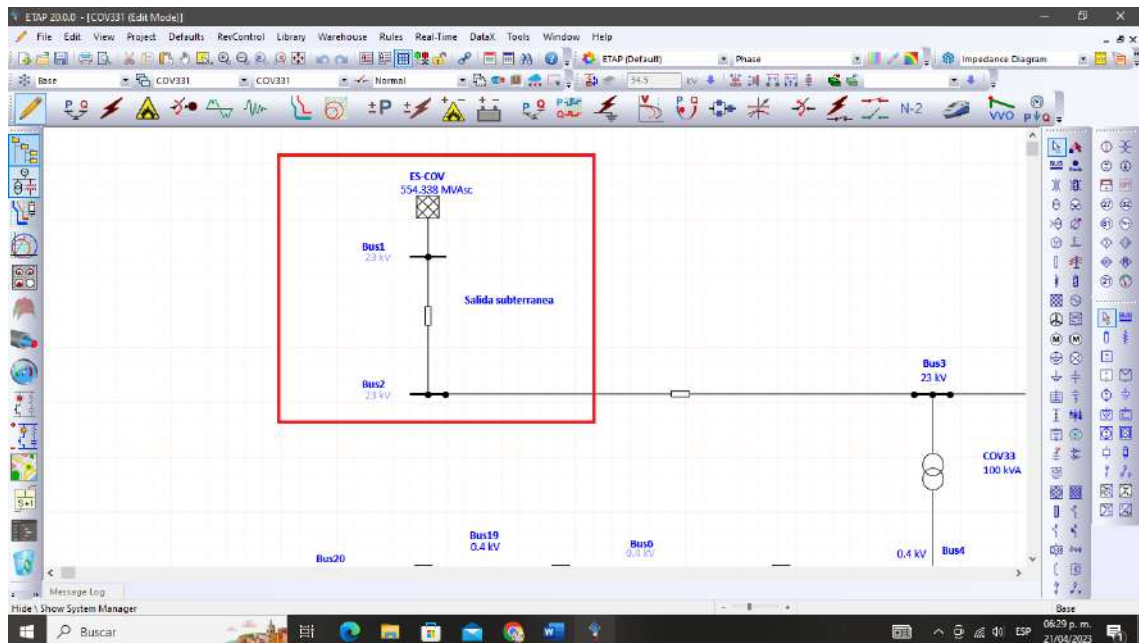 ETAP 20.0.0 - [COV331 (Edit Mode)]
File Edit View Project Defaults RevControl Library Warehouse Rules Real-Time DataX Tools Window Help
ETAP (Default) Phase Impedance Diagram
Base COV331 COV331 Normal 34.5 kV
N-2 VVO
ES-COV
554.338 MVAsc
Bus1
23 kV
Salida subterranea
Bus2
23 kV
Bus3
23 kV
COV33
100 kVA
Bus19
0.4 kV
Bus20
Bus6
0.4 kV
0.4 kV Bus4
Message Log
Hide \ Show System Manager
Base
Buscar
ESP
06:29 p. m.
21/04/2023